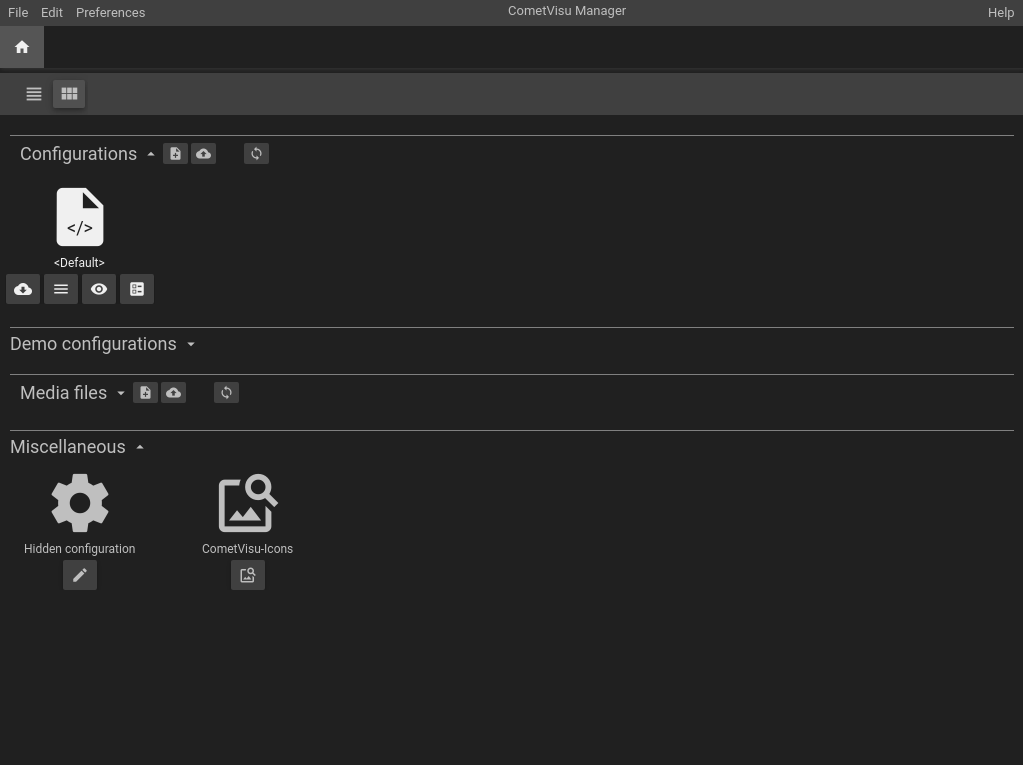 File Edit Preferences CometVisu Manager Help
Configurations
</>
<Default>
Demo configurations
Media files
Miscellaneous
Hidden configuration CometVisu-Icons